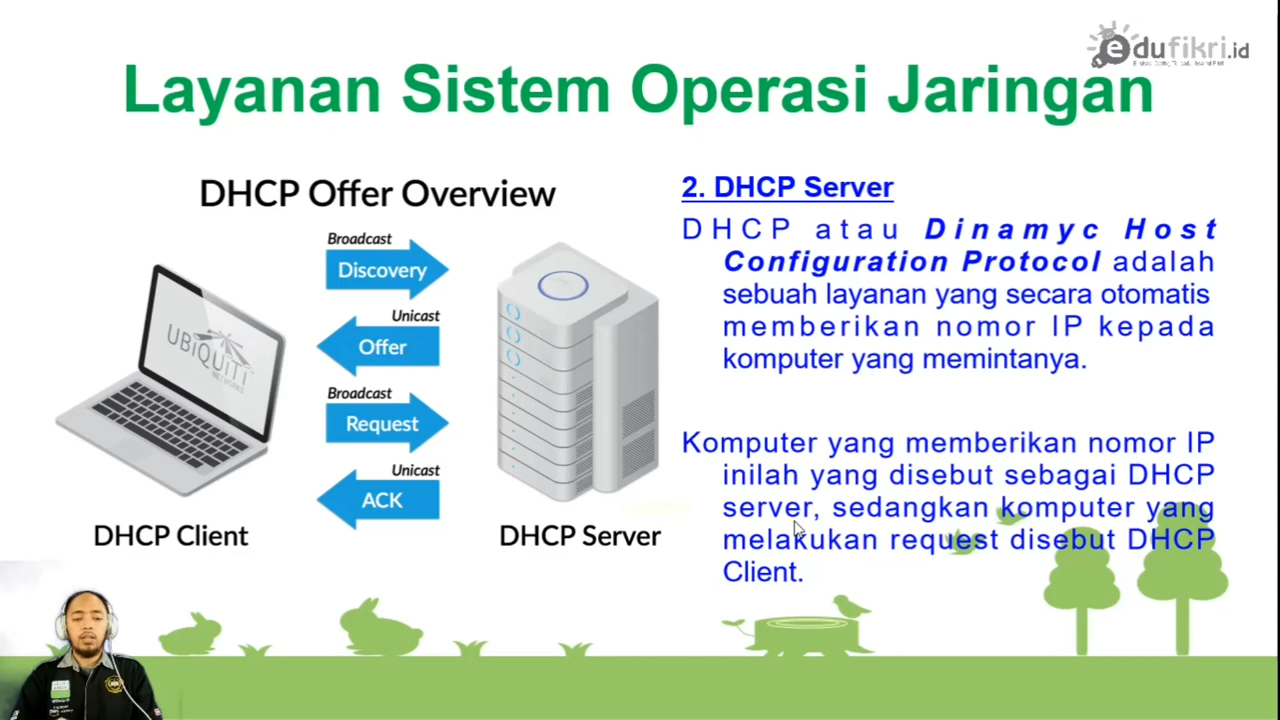 edufikri.id
Layanan Sistem Operasi Jaringan
DHCP Offer Overview
Broadcast
Discovery
Unicast
Offer
Broadcast
Request
Unicast
ACK
UBIQUITI
NETWORKS
DHCP Client
DHCP Server
2. DHCP Server
DHCP atau Dinamyc Host
Configuration Protocol adalah
sebuah layanan yang secara otomatis
memberikan nomor IP kepada
komputer yang memintanya.
Komputer yang memberikan nomor IP
inilah yang disebut sebagai DHCP
server, sedangkan komputer yang
melakukan request disebut DHCP
Client.